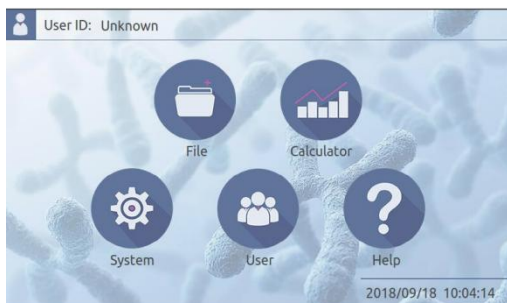 User ID: Unknown
File
Calculator
System
User
Help
2018/09/18 10:04:14